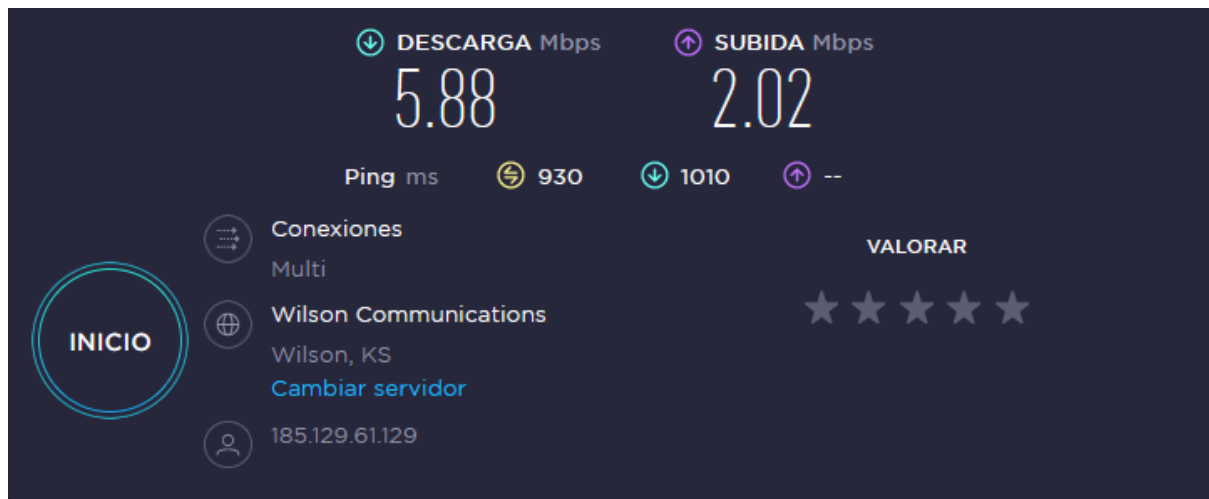 DESCARGA Mbps
SUBIDA Mbps
5.88
2.02
Ping ms 930 1010 --
Conexiones
Multi
VALORAR
INICIO
Wilson Communications
Wilson, KS
Cambiar servidor
185.129.61.129